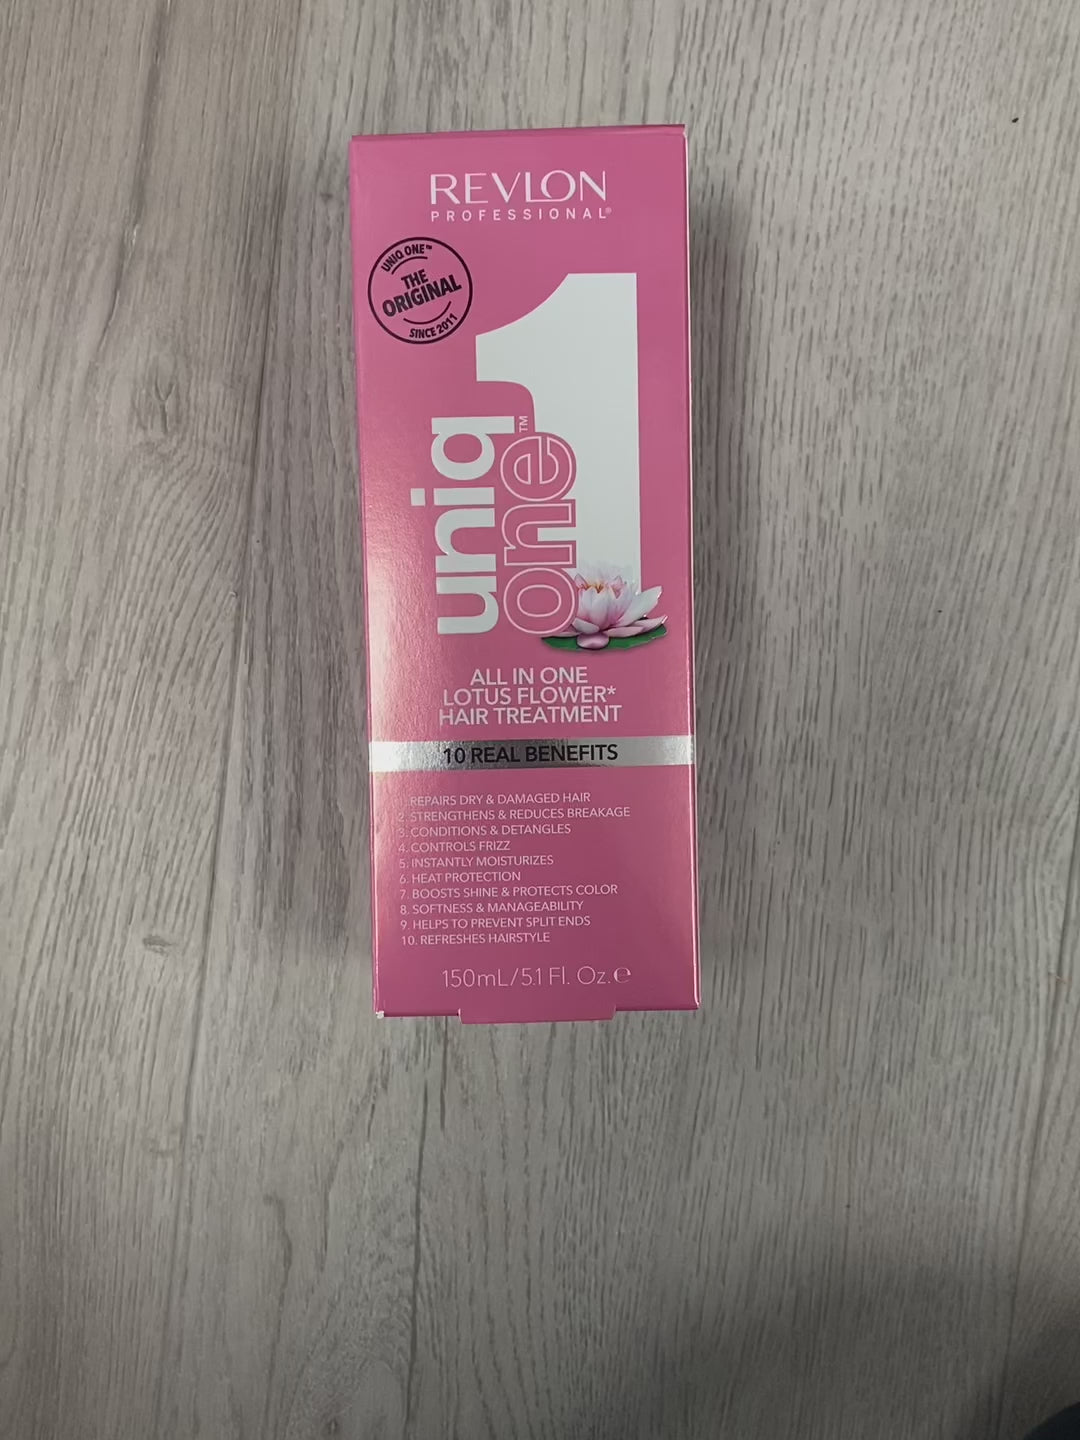 REVLON
PROFESSIONAL®
UNIQ ONE™
THE
ORIGINAL
SINCE 2011
1
uniq
one™
ALL IN ONE
LOTUS FLOWER*
HAIR TREATMENT
10 REAL BENEFITS
1. REPAIRS DRY & DAMAGED HAIR
2. STRENGTHENS & REDUCES BREAKAGE
3. CONDITIONS & DETANGLES
4. CONTROLS FRIZZ
5. INSTANTLY MOISTURIZES
6. HEAT PROTECTION
7. BOOSTS SHINE & PROTECTS COLOR
8. SOFTNESS & MANAGEABILITY
9. HELPS TO PREVENT SPLIT ENDS
10. REFRESHES HAIRSTYLE
150mL/5.1 Fl. Oz. ℮